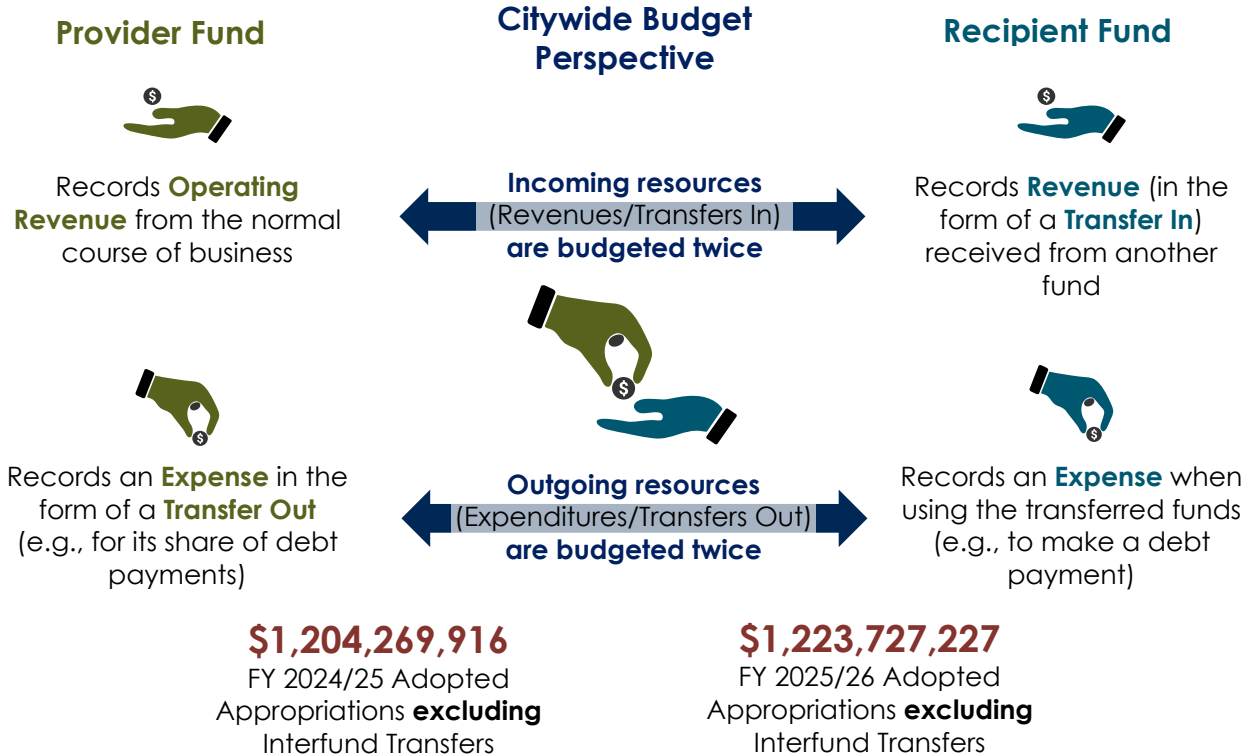 Provider Fund
Citywide Budget
Perspective
Recipient Fund
$
$
Records Operating
Revenue from the normal
course of business
Incoming resources
(Revenues/Transfers In)
are budgeted twice
Records Revenue (in the
form of a Transfer In)
received from another
fund
$
$
$
Records an Expense in the
form of a Transfer Out
(e.g., for its share of debt
payments)
Outgoing resources
(Expenditures/Transfers Out)
are budgeted twice
Records an Expense when
using the transferred funds
(e.g., to make a debt
payment)
$1,204,269,916
FY 2024/25 Adopted
Appropriations excluding
Interfund Transfers
$1,223,727,227
FY 2025/26 Adopted
Appropriations excluding
Interfund Transfers